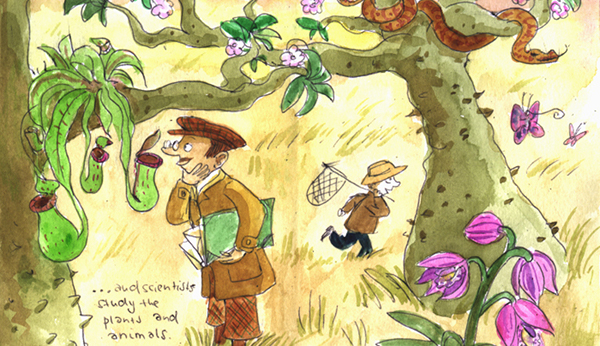 ...and scientists
study the
plants and
animals.